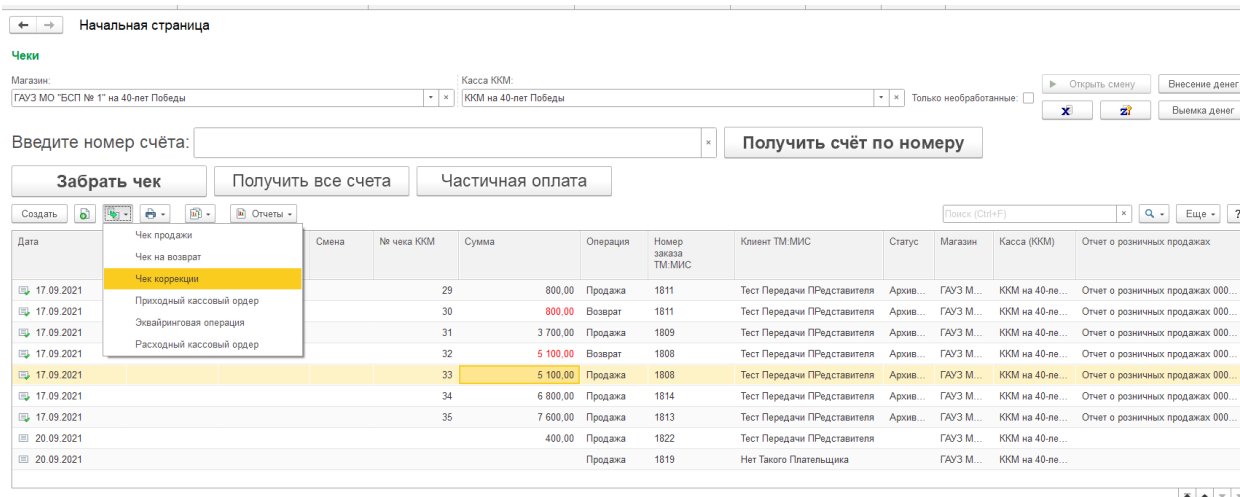 Начальная страница
Чеки
Магазин: Касса ККМ:
ГАУЗ МО "БСП № 1" на 40-лет Победы ККМ на 40-лет Победы Только необработанные: Открыть смену Внесение денег
X Z Выемка денег
Введите номер счёта: Получить счёт по номеру
Забрать чек Получить все счета Частичная оплата
Создать Отчеты Поиск (Ctrl+F) Еще ?
Чек продажи
Чек на возврат
Чек коррекции
Приходный кассовый ордер
Эквайринговая операция
Расходный кассовый ордер
Дата Смена № чека ККМ Сумма Операция Номер заказа ТМ:МИС Клиент ТМ:МИС Статус Магазин Касса (ККМ) Отчет о розничных продажах
17.09.2021 29 800,00 Продажа 1811 Тест Передачи ПРедставителя Архив... ГАУЗ М... ККМ на 40-ле... Отчет о розничных продажах 000...
17.09.2021 30 800,00 Возврат 1811 Тест Передачи ПРедставителя Архив... ГАУЗ М... ККМ на 40-ле... Отчет о розничных продажах 000...
17.09.2021 31 3 700,00 Продажа 1809 Тест Передачи ПРедставителя Архив... ГАУЗ М... ККМ на 40-ле... Отчет о розничных продажах 000...
17.09.2021 32 5 100,00 Возврат 1808 Тест Передачи ПРедставителя Архив... ГАУЗ М... ККМ на 40-ле... Отчет о розничных продажах 000...
17.09.2021 33 5 100,00 Продажа 1808 Тест Передачи ПРедставителя Архив... ГАУЗ М... ККМ на 40-ле... Отчет о розничных продажах 000...
17.09.2021 34 6 800,00 Продажа 1814 Тест Передачи ПРедставителя Архив... ГАУЗ М... ККМ на 40-ле... Отчет о розничных продажах 000...
17.09.2021 35 7 600,00 Продажа 1813 Тест Передачи ПРедставителя Архив... ГАУЗ М... ККМ на 40-ле... Отчет о розничных продажах 000...
20.09.2021 400,00 Продажа 1822 Тест Передачи ПРедставителя ГАУЗ М... ККМ на 40-ле...
20.09.2021 Продажа 1819 Нет Такого Плательщика ГАУЗ М... ККМ на 40-ле...